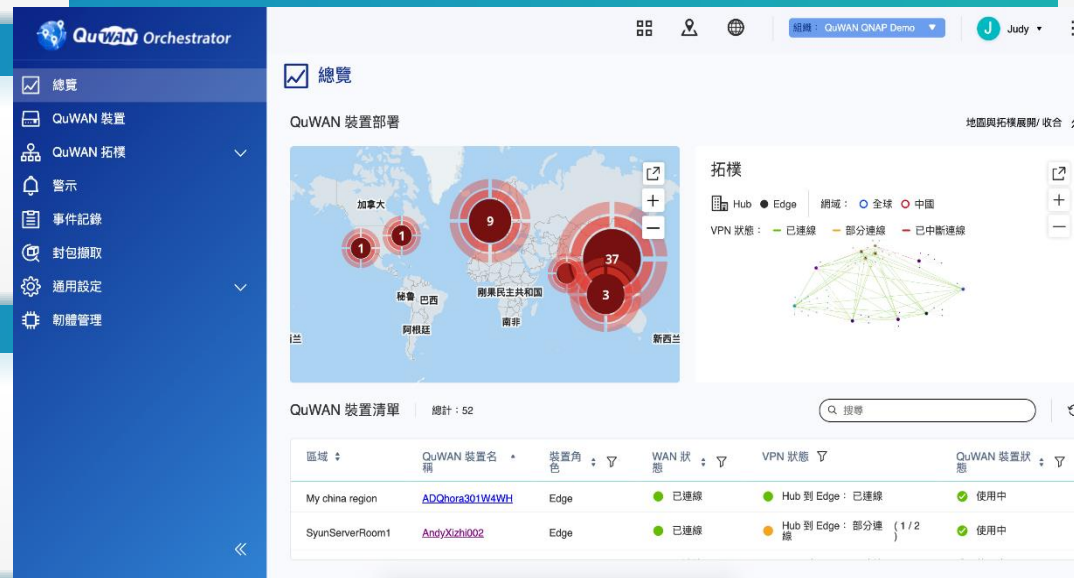 QuWAN Orchestrator
組織： QuWAN QNAP Demo
J
Judy
總覽
QuWAN 裝置
QuWAN 拓樸
警示
事件記錄
封包擷取
通用設定
韌體管理
總覽
QuWAN 裝置部署
地圖與拓樸展開/ 收合
加拿大
秘魯
巴西
阿根廷
剛果民主共和国
南非
新西兰
兰
1
1
9
37
3
拓樸
Hub
Edge
網域：
全球
中國
VPN 狀態：
已連線
部分連線
已中斷連線
QuWAN 裝置清單
總計：52
搜尋
區域
QuWAN 裝置名稱
裝置角色
WAN 狀態
VPN 狀態
QuWAN 裝置狀態
My china region
ADQhora301W4WH
Edge
已連線
Hub 到 Edge： 已連線
使用中
SyunServerRoom1
AndyXizhi002
Edge
已連線
Hub 到 Edge： 部分連線 (1/2)
使用中